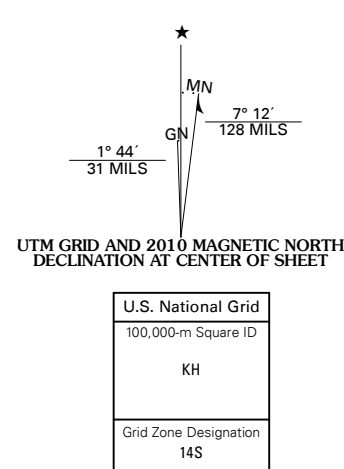 ★
MN
7° 12´
128 MILS
GN
1° 44´
31 MILS
UTM GRID AND 2010 MAGNETIC NORTH
DECLINATION AT CENTER OF SHEET
U.S. National Grid
100,000-m Square ID
KH
Grid Zone Designation
14S